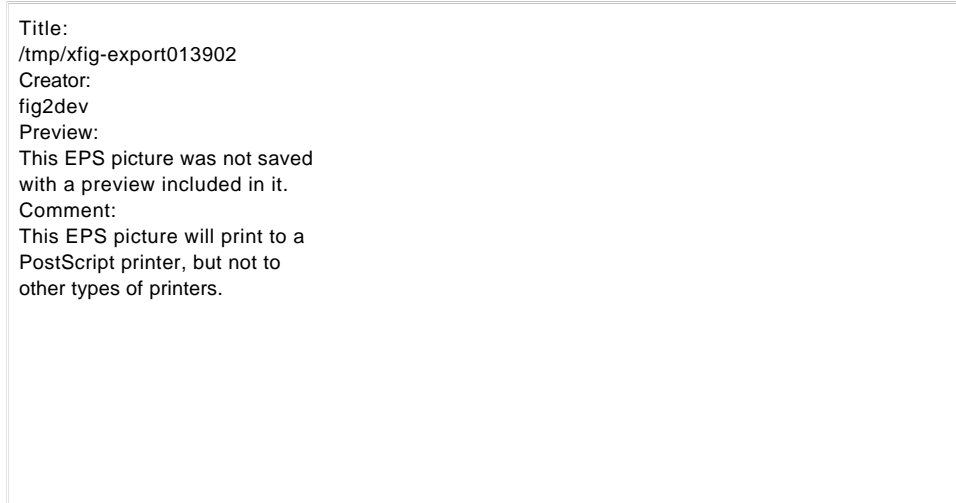 Title:
/tmp/xfig-export013902
Creator:
fig2dev
Preview:
This EPS picture was not saved
with a preview included in it.
Comment:
This EPS picture will print to a
PostScript printer, but not to
other types of printers.